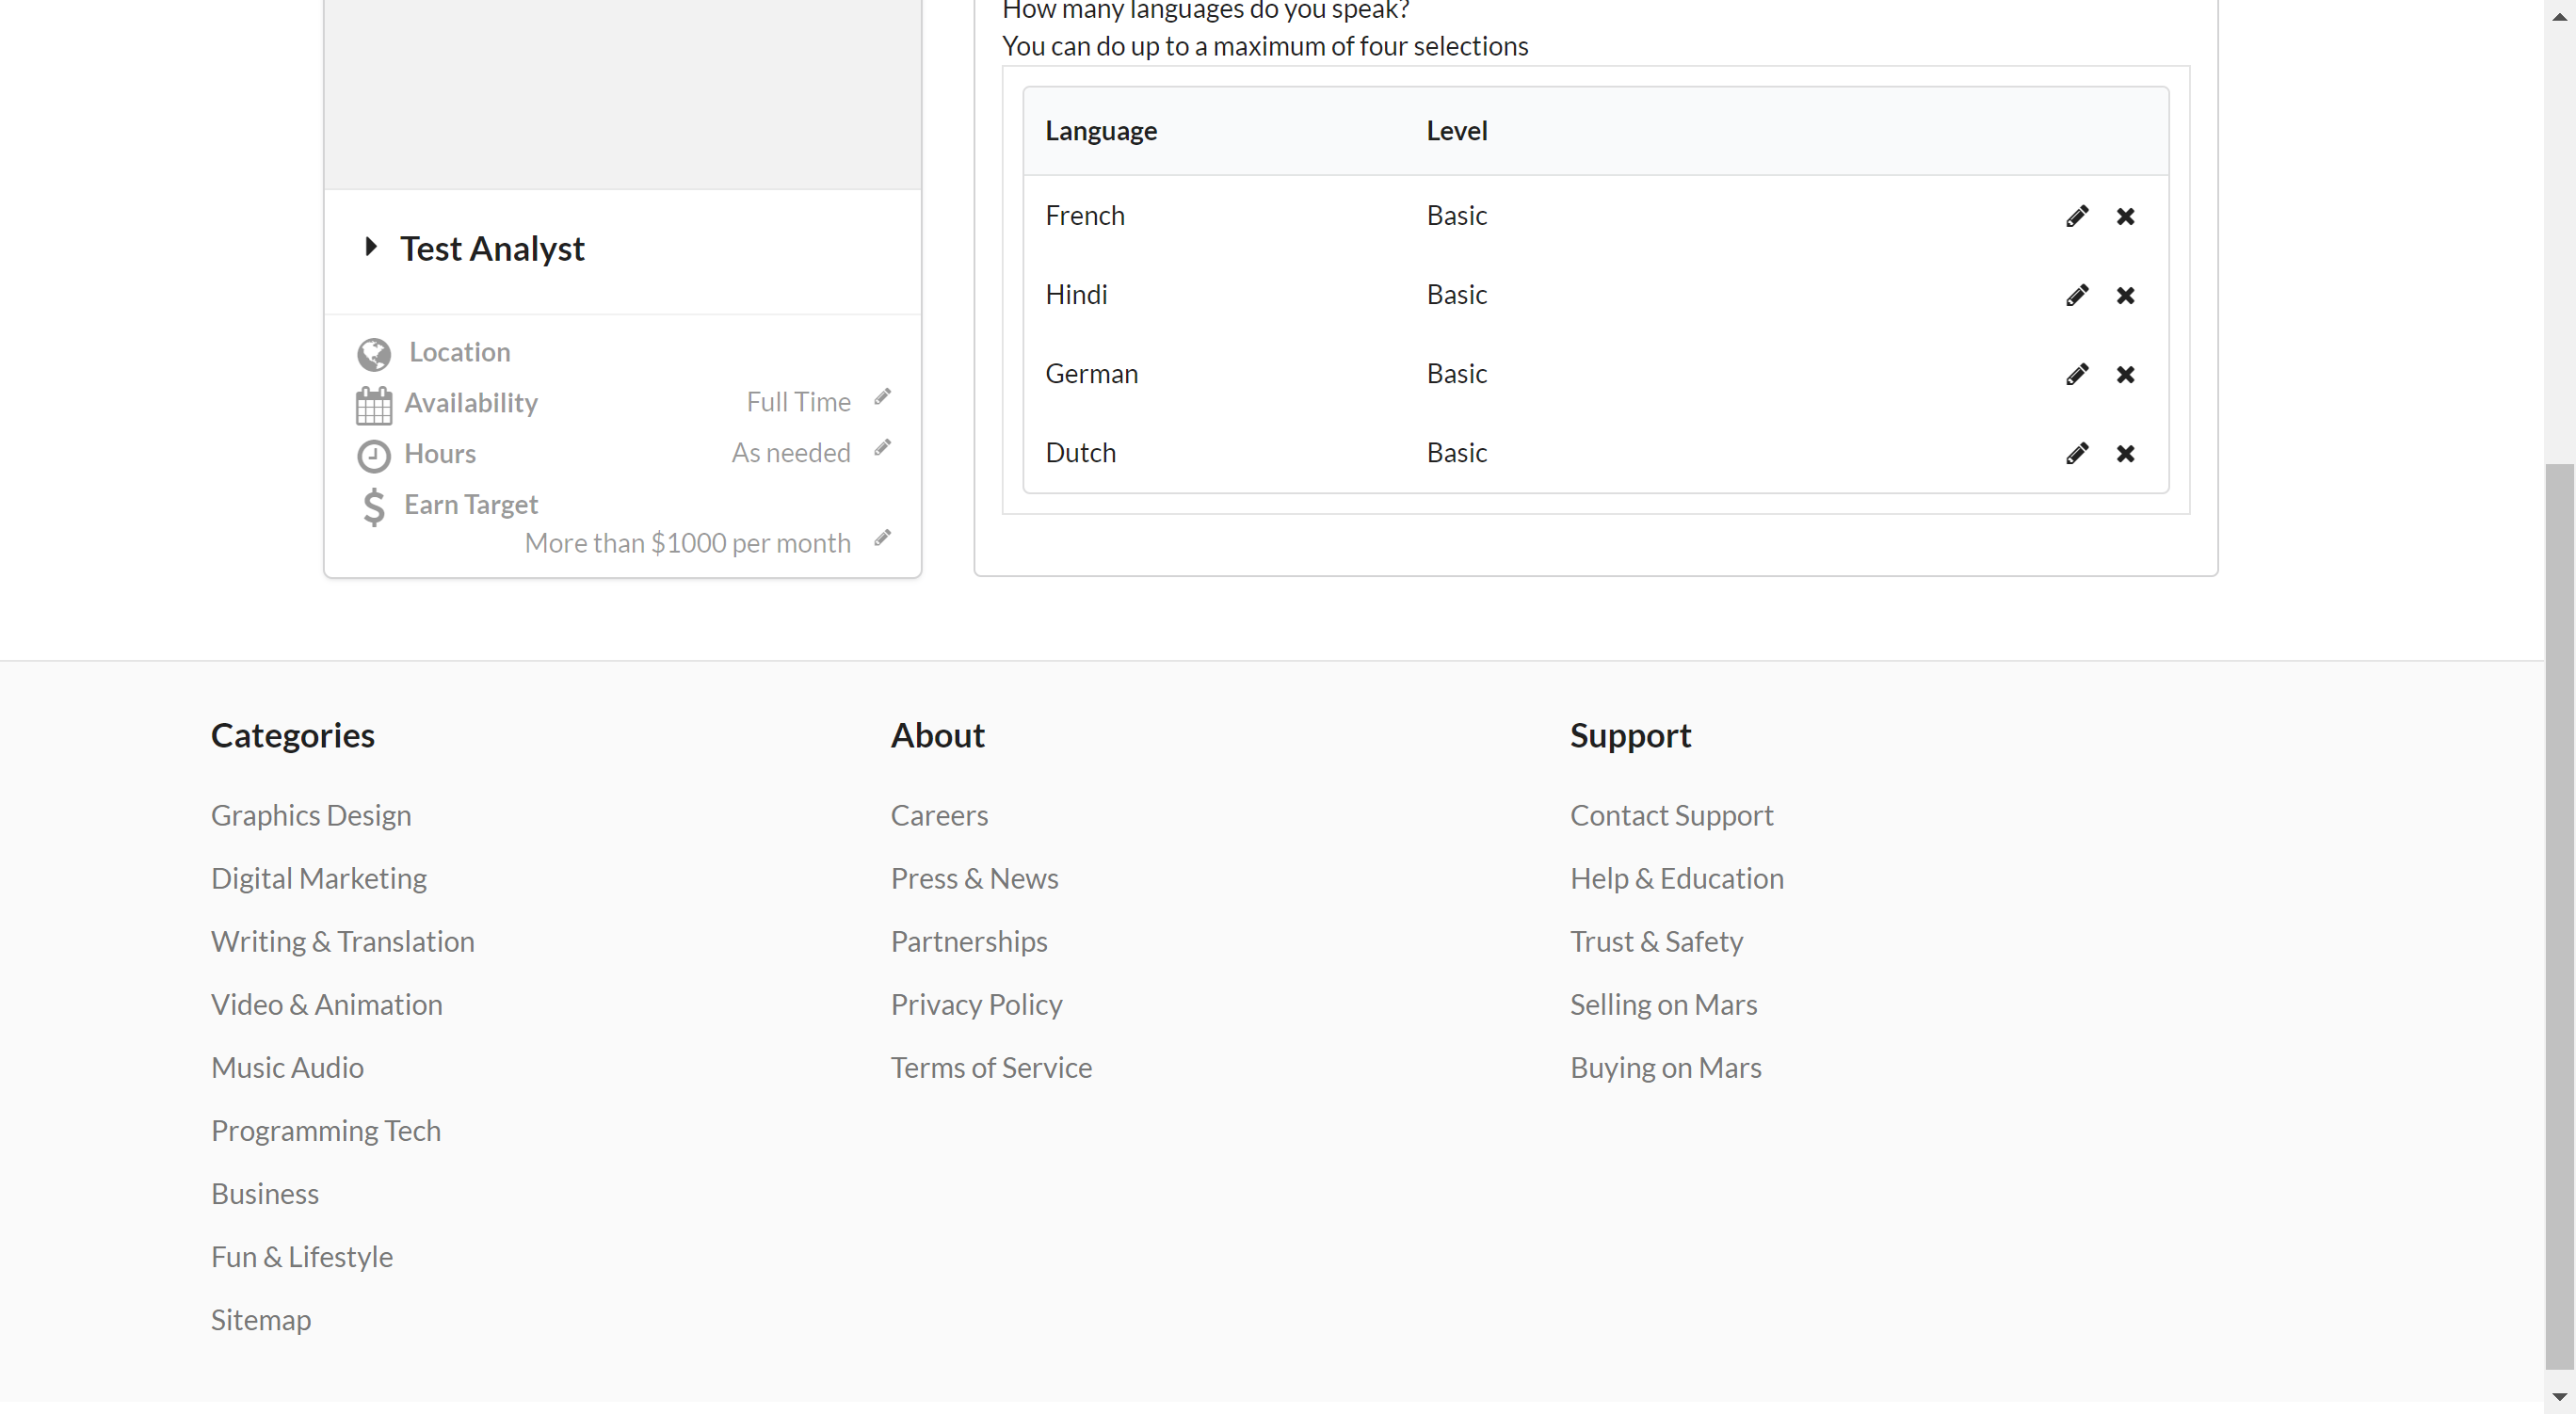 How many languages do you speak?
You can do up to a maximum of four selections
Language Level
French Basic
Hindi Basic
German Basic
Dutch Basic
Test Analyst
Location
Availability Full Time
Hours As needed
Earn Target
More than $1000 per month
Categories
Graphics Design
Digital Marketing
Writing & Translation
Video & Animation
Music Audio
Programming Tech
Business
Fun & Lifestyle
Sitemap
About
Careers
Press & News
Partnerships
Privacy Policy
Terms of Service
Support
Contact Support
Help & Education
Trust & Safety
Selling on Mars
Buying on Mars